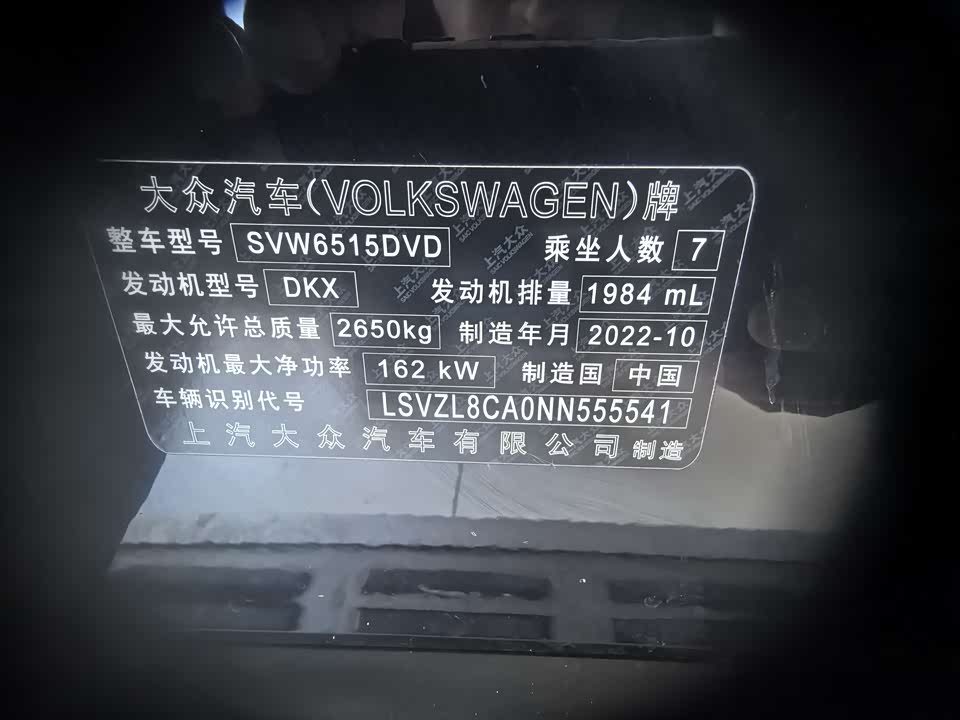 大众汽车(VOLKSWAGEN)牌
整车型号 SVW6515DVD 乘坐人数 7
发动机型号 DKX 发动机排量 1984 mL
最大允许总质量 2650kg 制造年月 2022-10
发动机最大净功率 162 kW 制造国 中国
车辆识别代号 LSVZL8CA0NN555541
上汽大众汽车有限公司 制造